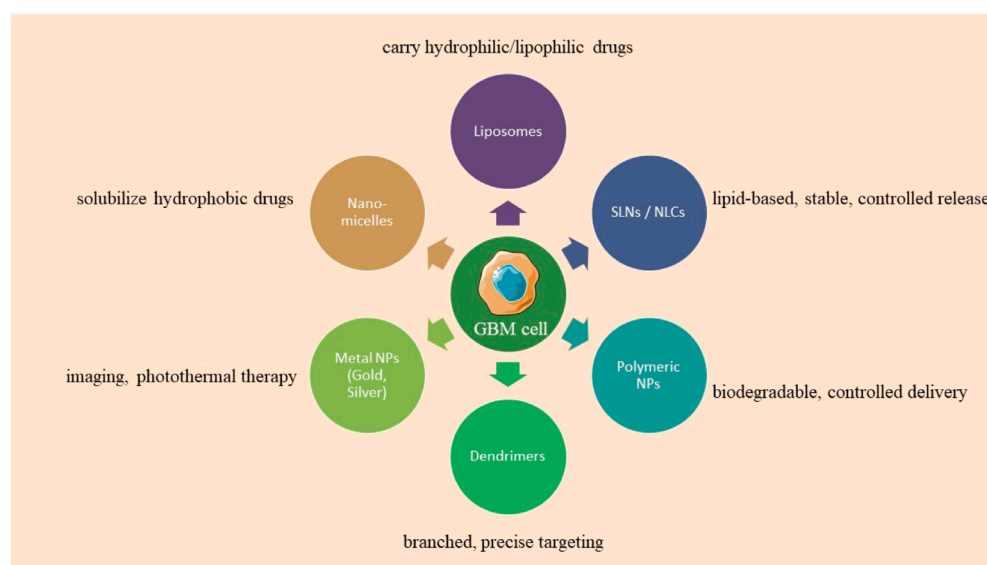 carry hydrophilic/lipophilic drugs
Liposomes
solubilize hydrophobic drugs
Nano-
micelles
SLNs / NLCs
lipid-based, stable, controlled release
GBM cell
imaging, photothermal therapy
Metal NPs
(Gold,
Silver)
Polymeric
NPs
biodegradable, controlled delivery
Dendrimers
branched, precise targeting